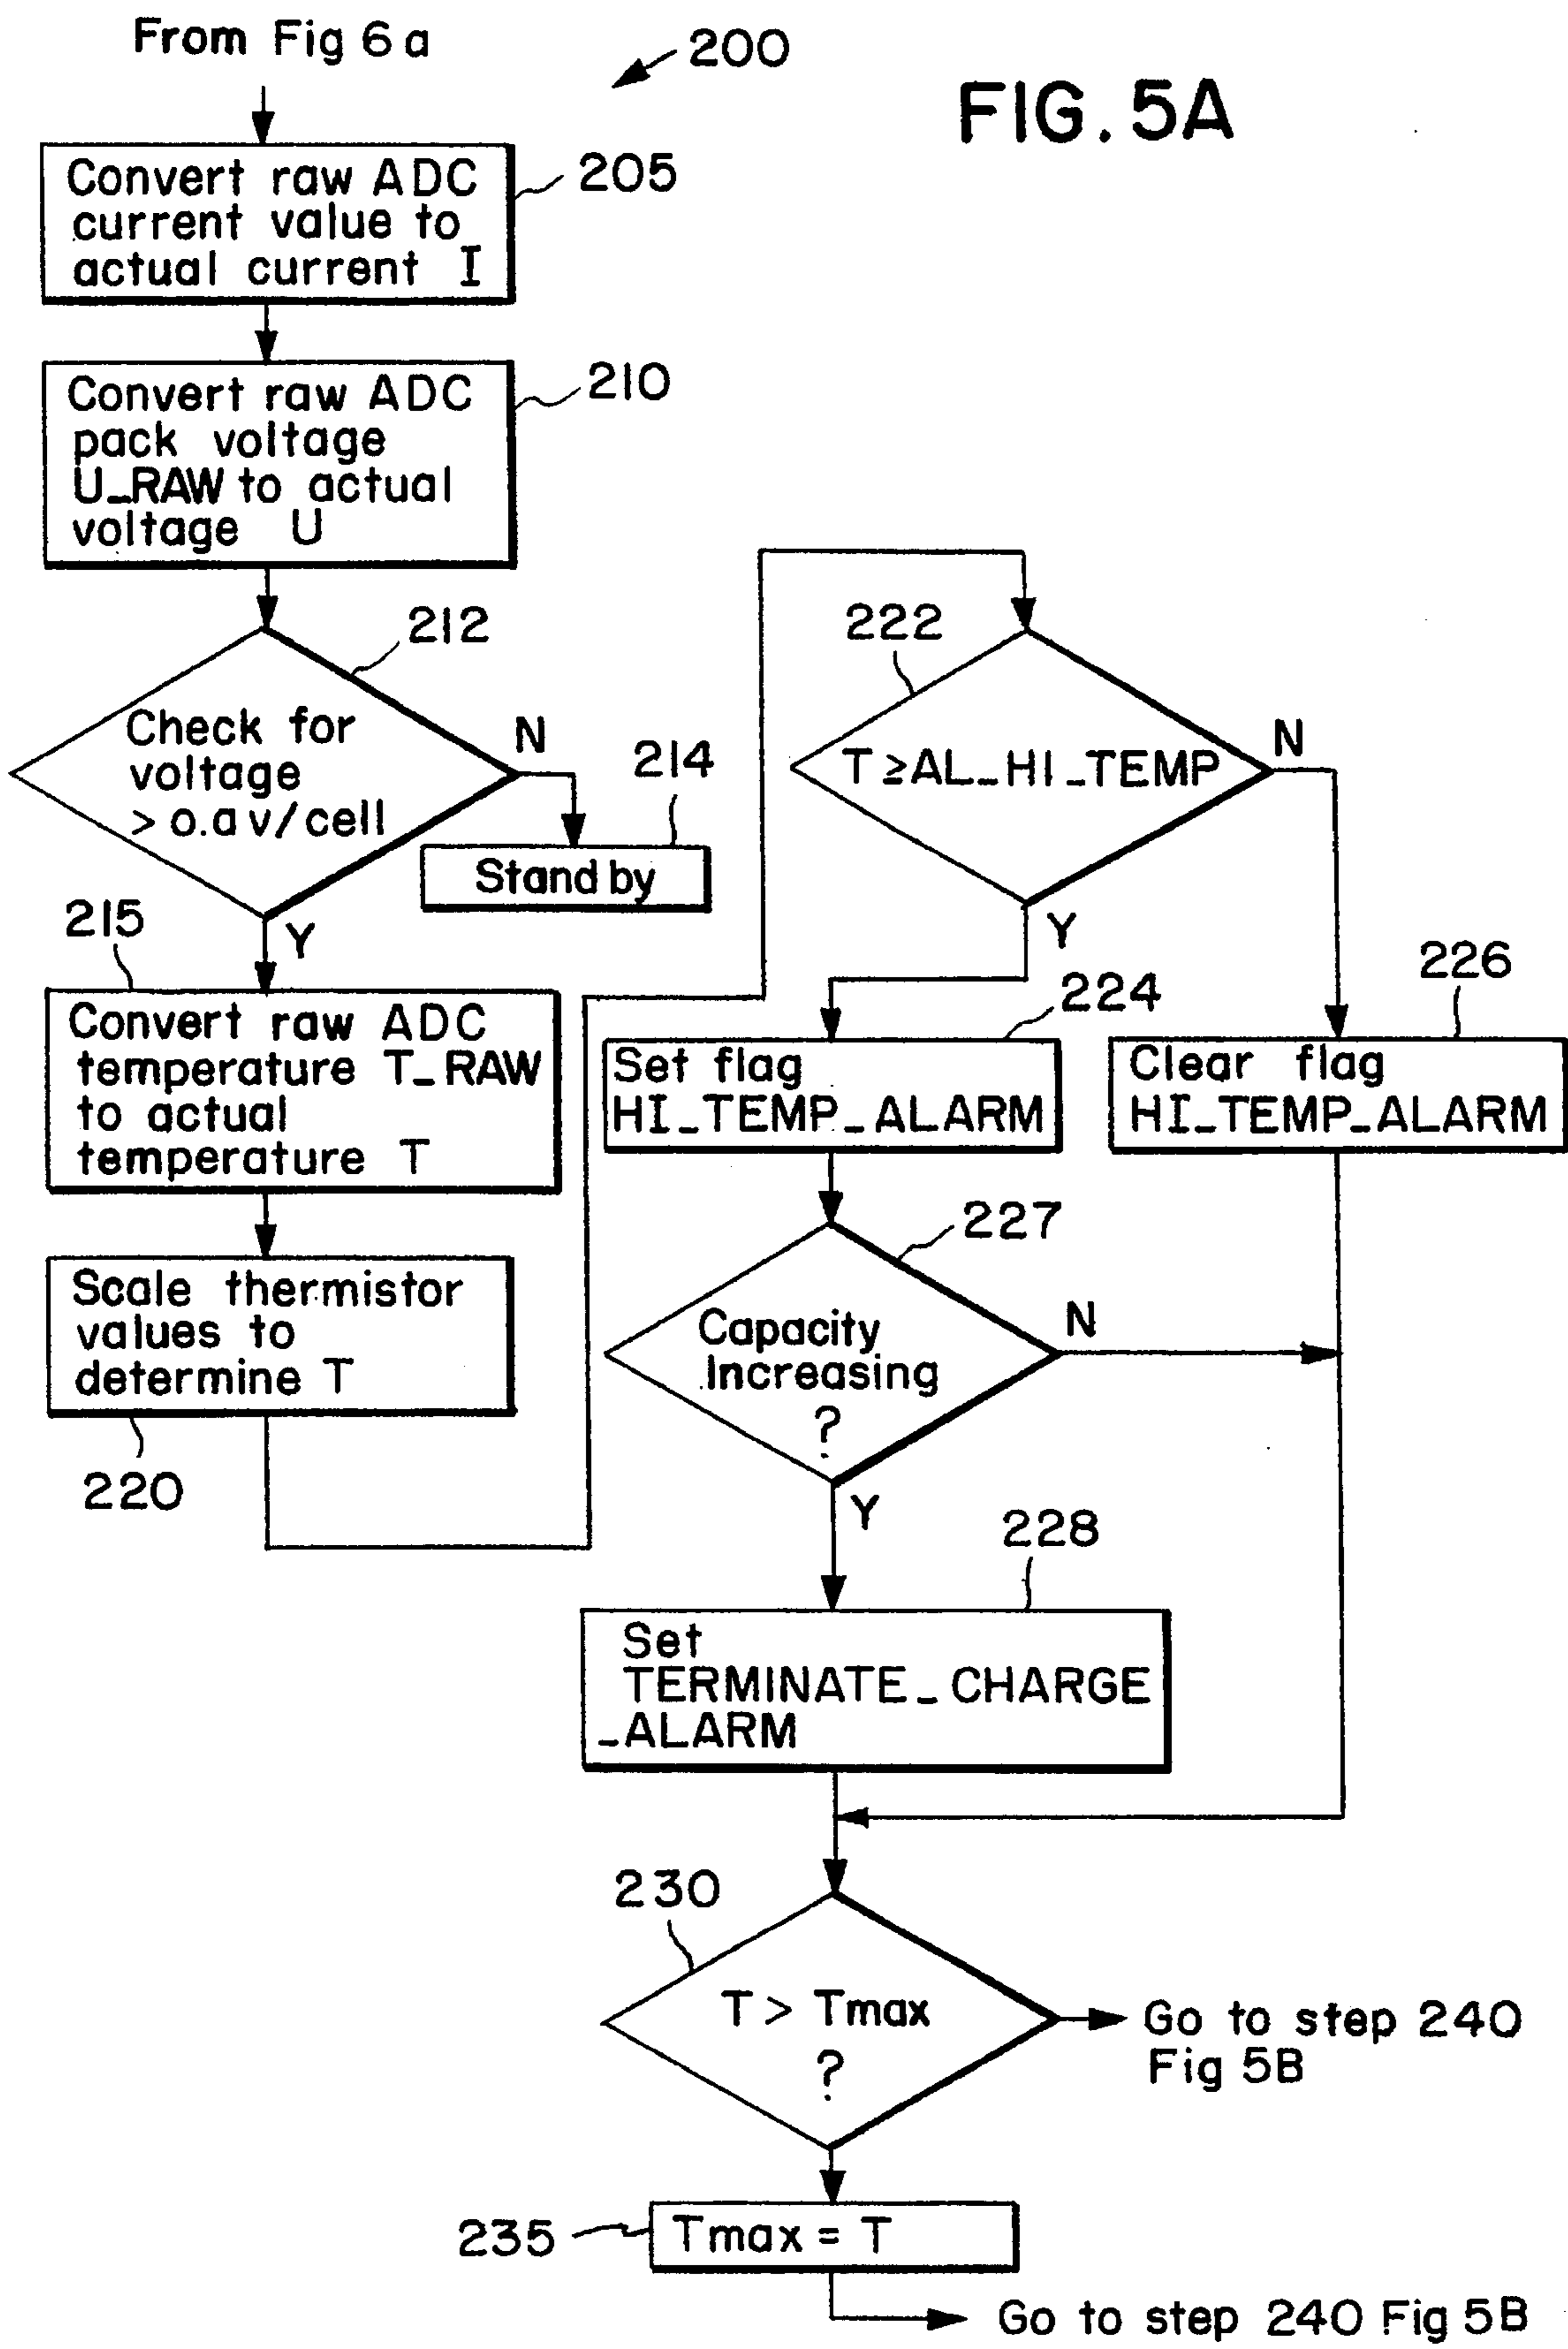 From Fig 6a
200
FIG. 5A
Convert raw ADC
current value to
actual current I
205
Convert raw ADC
pack voltage
U_RAW to actual
voltage U
210
Check for
voltage
> o.a v/cell
212
N
Y
214
Stand by
215
Convert raw ADC
temperature T_RAW
to actual
temperature T
Scale thermistor
values to
determine T
220
222
T ≥AL_HI_TEMP
N
Y
224
Set flag
HI_TEMP_ALARM
226
Clear flag
HI_TEMP_ALARM
227
Capacity
Increasing
?
N
Y
228
Set
TERMINATE_CHARGE
_ALARM
230
T > Tmax
?
Go to step 240
Fig 5B
235
Tmax = T
Go to step 240 Fig 5B